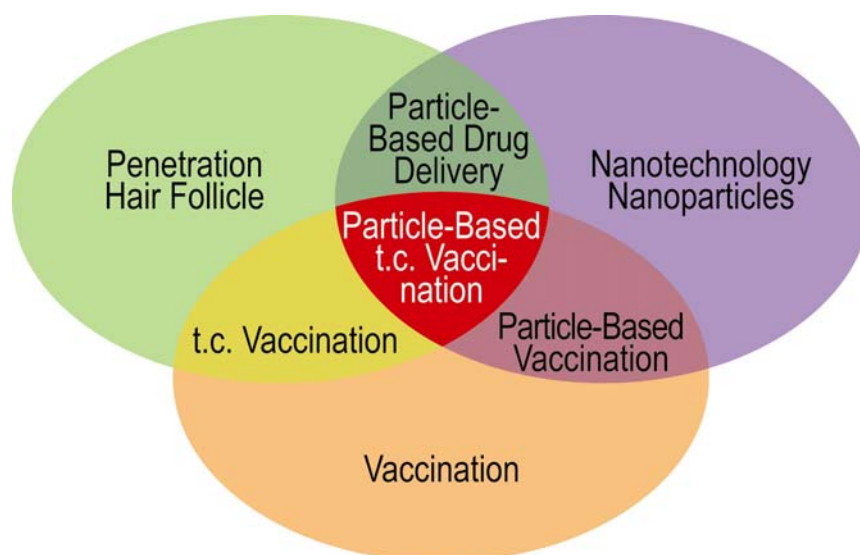 Particle-
Based Drug
Delivery
Penetration
Hair Follicle
Nanotechnology
Nanoparticles
Particle-Based
t.c. Vacci-
nation
t.c. Vaccination
Particle-Based
Vaccination
Vaccination